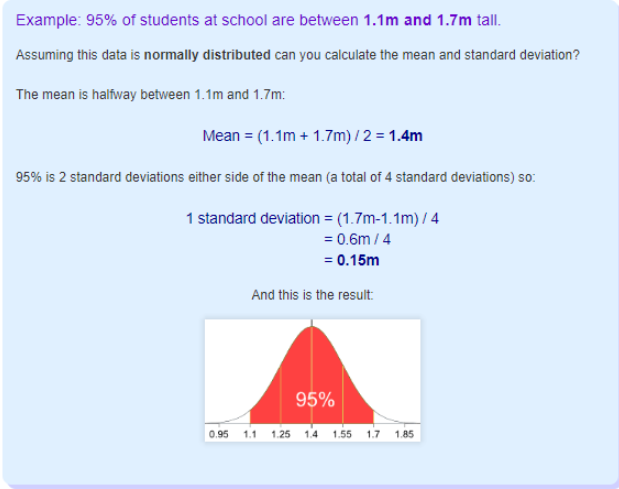 Example: 95% of students at school are between 1.1m and 1.7m tall.
Assuming this data is normally distributed can you calculate the mean and standard deviation?
The mean is halfway between 1.1m and 1.7m:
Mean = (1.1m + 1.7m) / 2 = 1.4m
95% is 2 standard deviations either side of the mean (a total of 4 standard deviations) so:
1 standard deviation = (1.7m-1.1m) / 4
= 0.6m / 4
= 0.15m
And this is the result:
95%
0.95 1.1 1.25 1.4 1.55 1.7 1.85